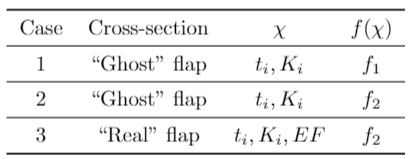 Case Cross-section χ f(χ)
1 “Ghost” flap t_i, K_i f_1
2 “Ghost” flap t_i, K_i f_2
3 “Real” flap t_i, K_i, EF f_2